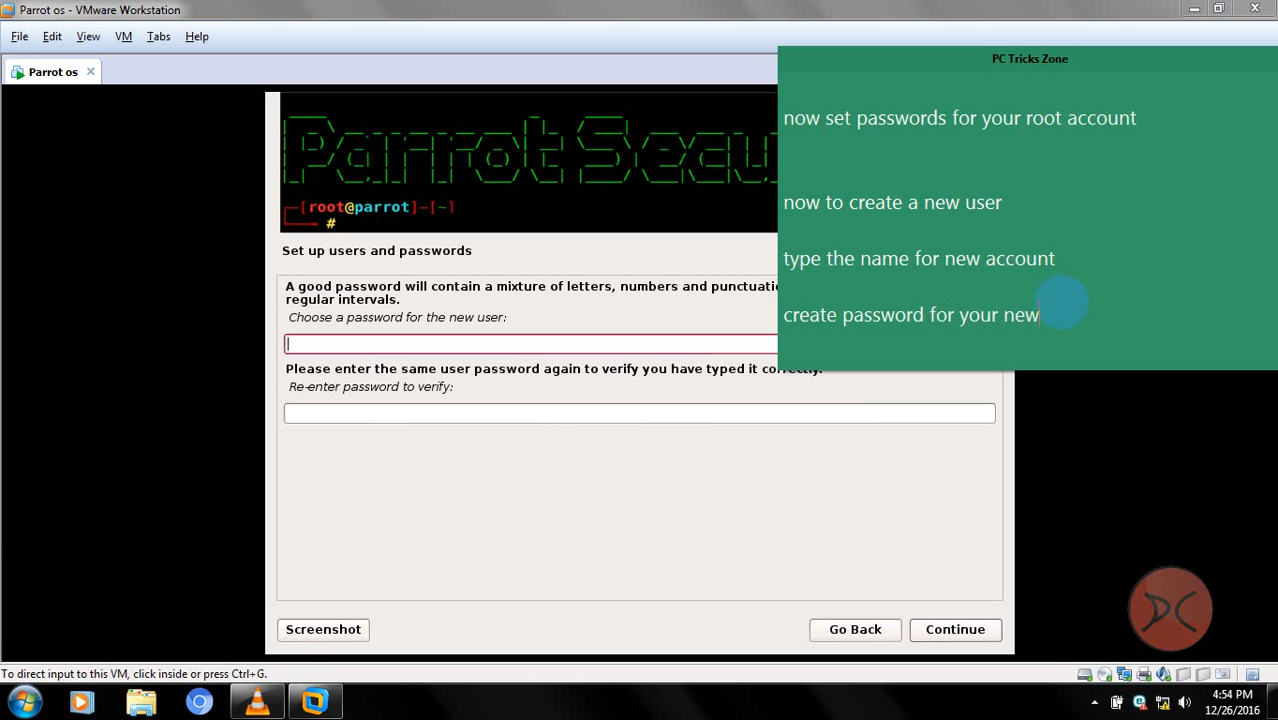 Parrot os - VMware Workstation
File Edit View VM Tabs Help
Parrot os
PC Tricks Zone
now set passwords for your root account
now to create a new user
type the name for new account
create password for your new
Parrot Secu
[root@parrot]-[~]
#
Set up users and passwords
A good password will contain a mixture of letters, numbers and punctuati
regular intervals.
Choose a password for the new user:
Please enter the same user password again to verify you have typed it correctly.
Re-enter password to verify:
Screenshot
Go Back
Continue
PC
To direct input to this VM, click inside or press Ctrl+G.
4:54 PM
12/26/2016